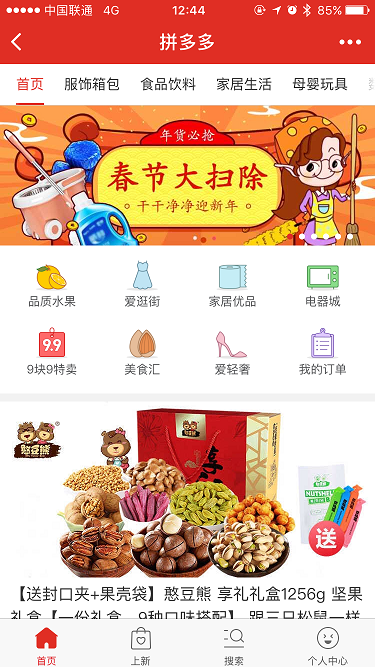 中国联通 4G 12:44 85%
拼多多
首页 服饰箱包 食品饮料 家居生活 母婴玩具
年货必抢
春节大扫除
干干净净迎新年
品质水果 爱逛街 家居优品 电器城
9.9
9块9特卖 美食汇 爱轻奢 我的订单
憨豆熊
NUTSHELL
送
【送封口夹+果壳袋】憨豆熊 享礼礼盒1256g 坚果
礼盒【一份礼盒，9种口味搭配】 跟三只松鼠一样
首页 上新 搜索 个人中心